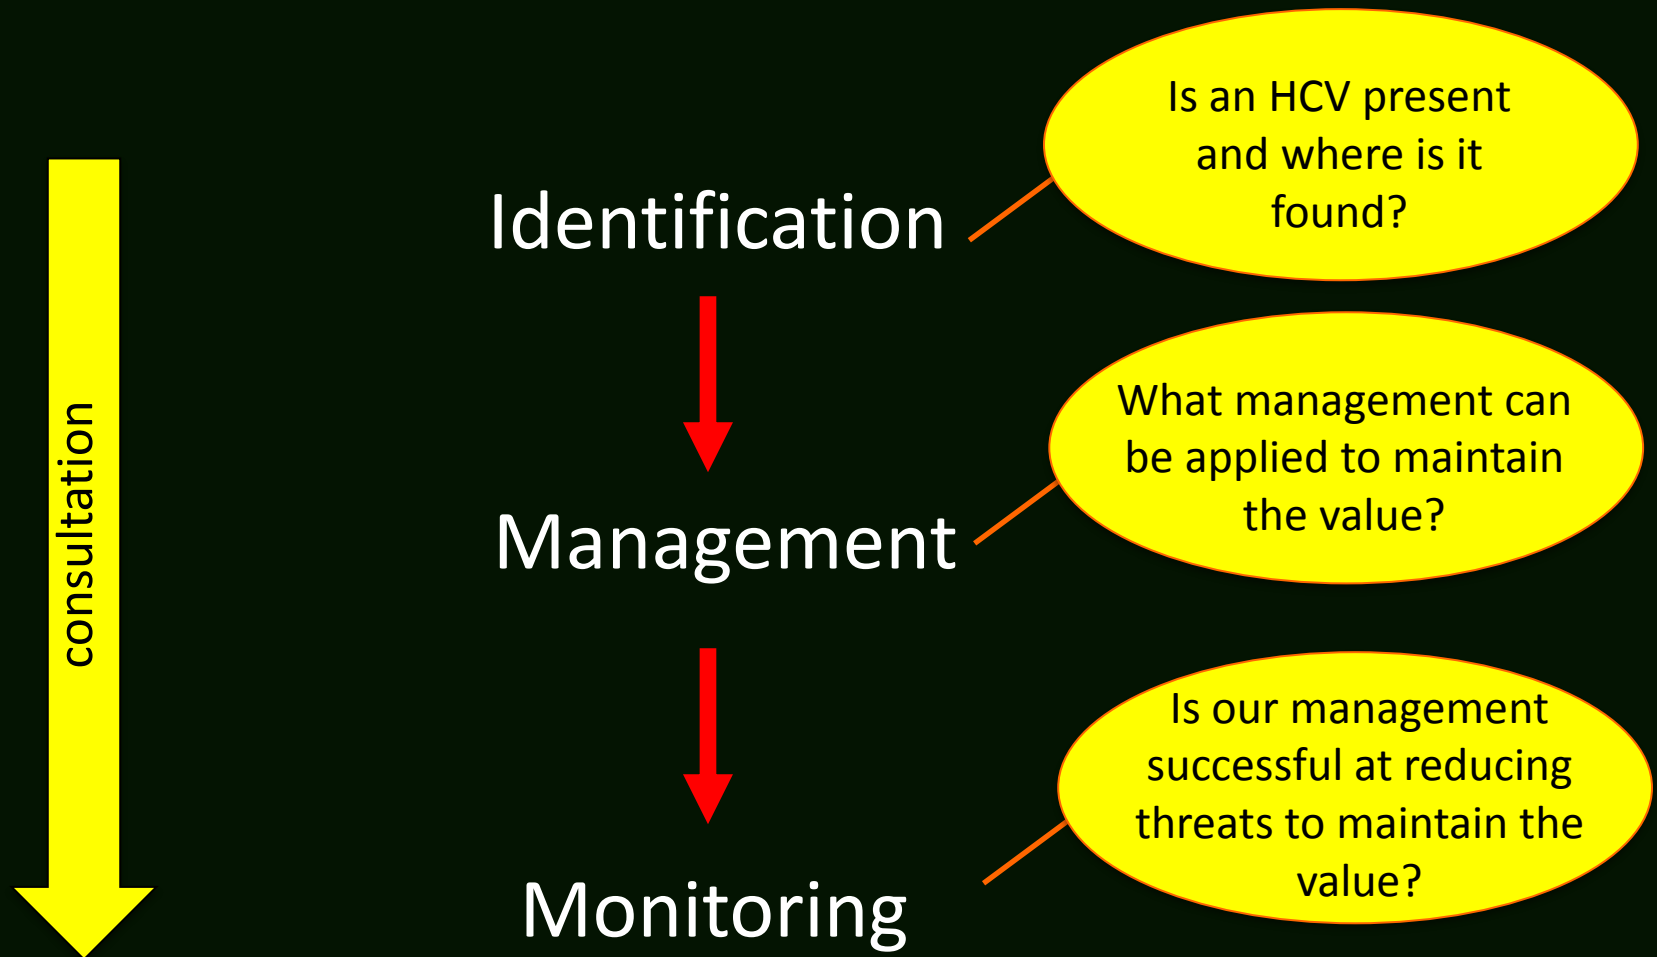 consultation
Identification
Is an HCV present
and where is it
found?
Management
What management can
be applied to maintain
the value?
Monitoring
Is our management
successful at reducing
threats to maintain the
value?